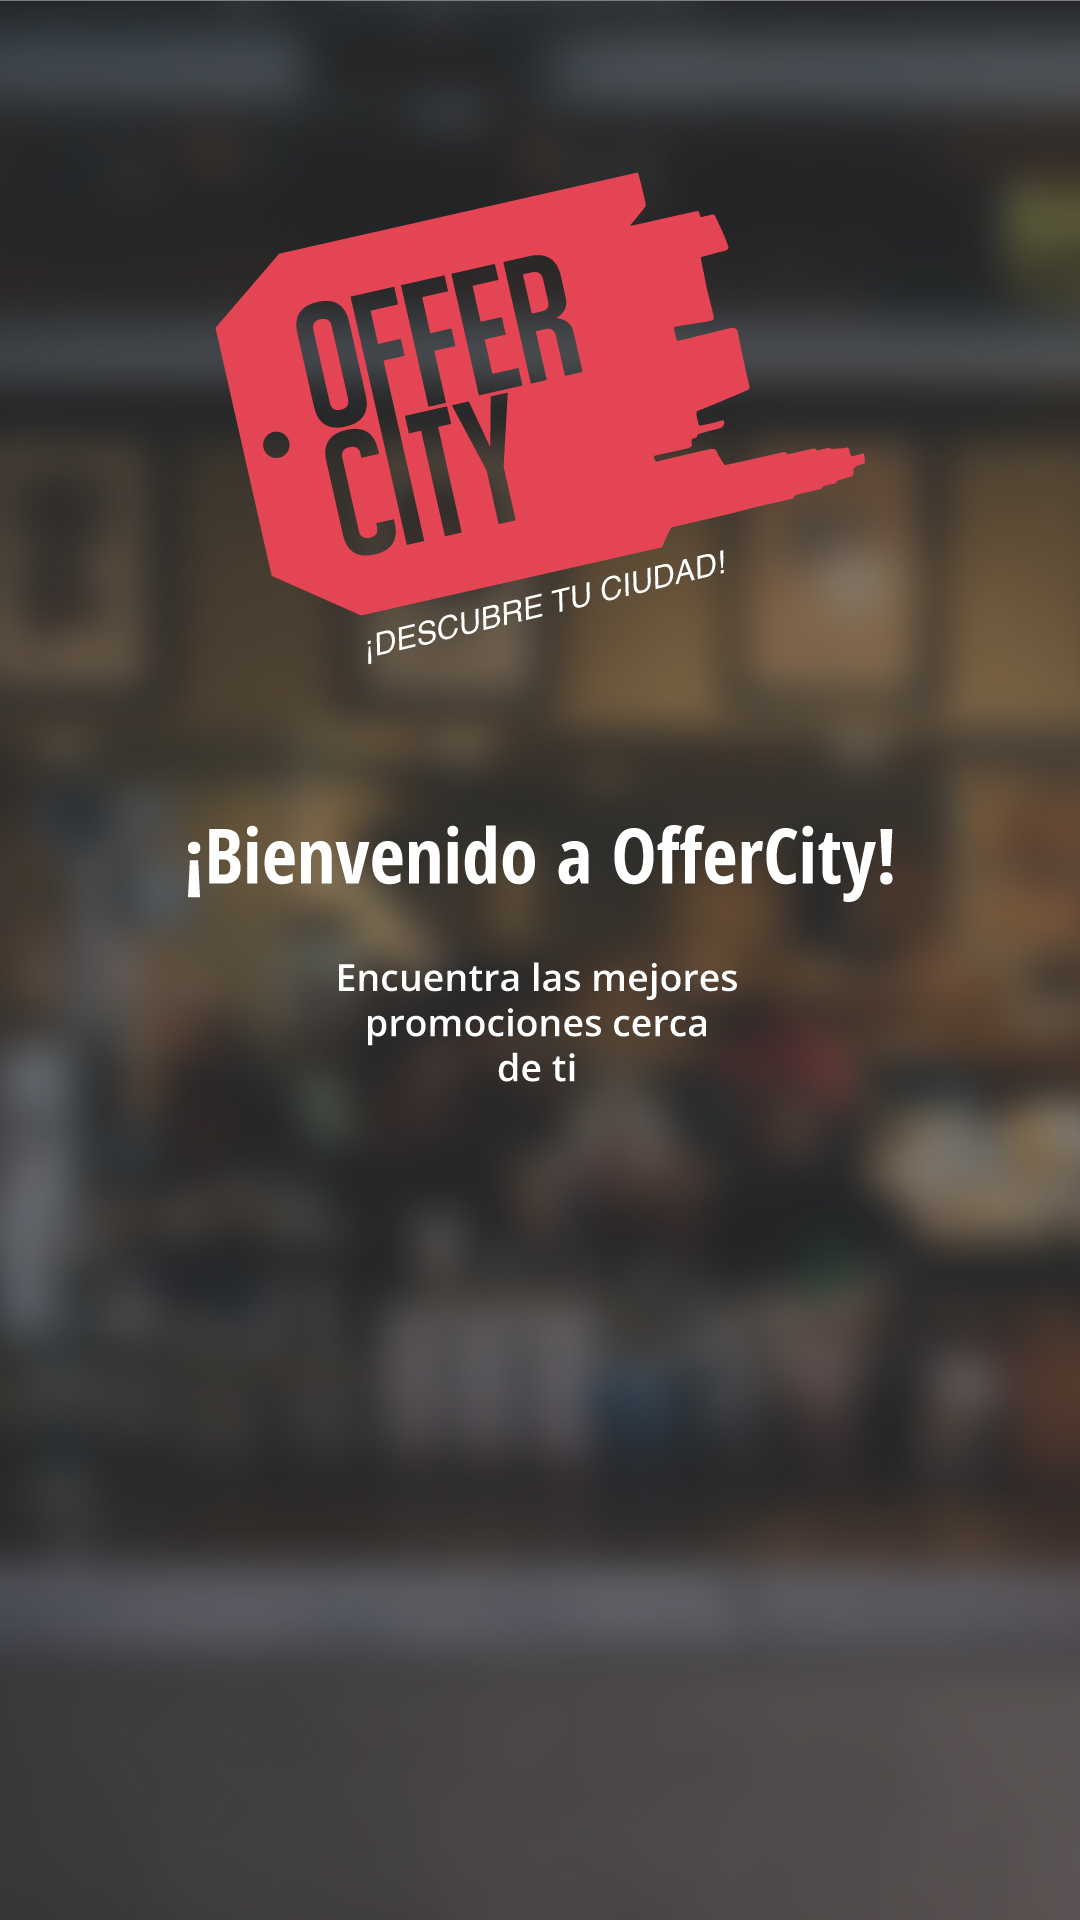 OFFER
CITY
¡DESCUBRE TU CIUDAD!
¡Bienvenido a OfferCity!
Encuentra las mejores
promociones cerca
de ti